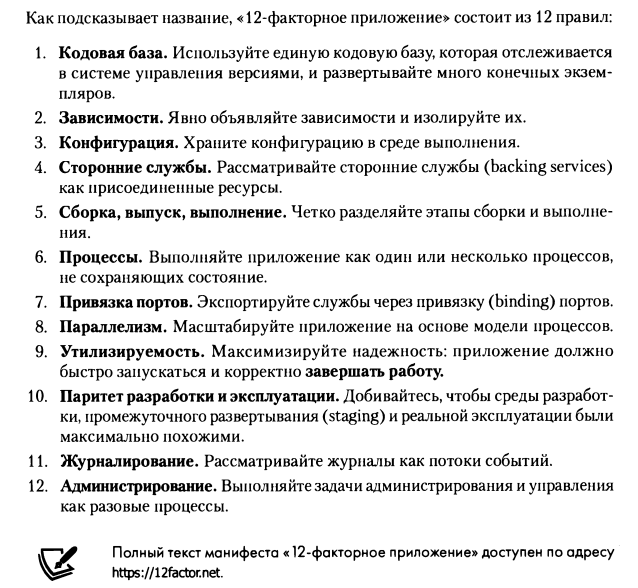 Как подсказывает название, «12-факторное приложение» состоит из 12 правил:
1. Кодовая база. Используйте единую кодовую базу, которая отслеживается
в системе управления версиями, и развертывайте много конечных экзем-
пляров.
2. Зависимости. Явно объявляйте зависимости и изолируйте их.
3. Конфигурация. Храните конфигурацию в среде выполнения.
4. Сторонние службы. Рассматривайте сторонние службы (backing services)
как присоединенные ресурсы.
5. Сборка, выпуск, выполнение. Четко разделяйте этапы сборки и выполне-
ния.
6. Процессы. Выполняйте приложение как один или несколько процессов,
не сохраняющих состояние.
7. Привязка портов. Экспортируйте службы через привязку (binding) портов.
8. Параллелизм. Масштабируйте приложение на основе модели процессов.
9. Утилизируемость. Максимизируйте надежность: приложение должно
быстро запускаться и корректно завершать работу.
10. Паритет разработки и эксплуатации. Добивайтесь, чтобы среды разработ-
ки, промежуточного развертывания (staging) и реальной эксплуатации были
максимально похожими.
11. Журналирование. Рассматривайте журналы как потоки событий.
12. Администрирование. Выполняйте задачи администрирования и управления
как разовые процессы.
Полный текст манифеста «12-факторное приложение» доступен по адресу
https://12factor.net.